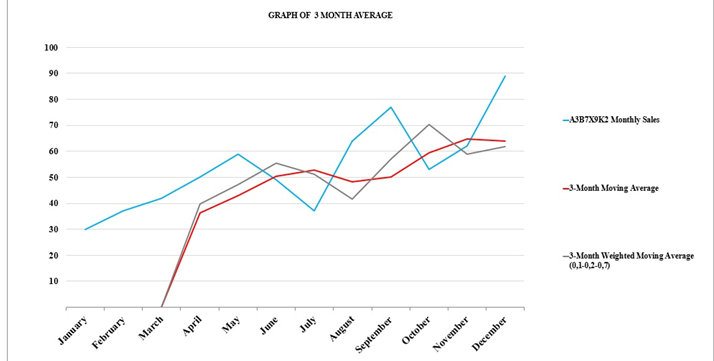 GRAPH OF 3 MONTH AVERAGE
100
90
80
70
60
50
40
30
20
10
January
February
March
April
May
June
July
August
September
October
November
December
A3B7X9K2 Monthly Sales
3-Month Moving Average
3-Month Weighted Moving Average
(0,1-0,2-0,7)